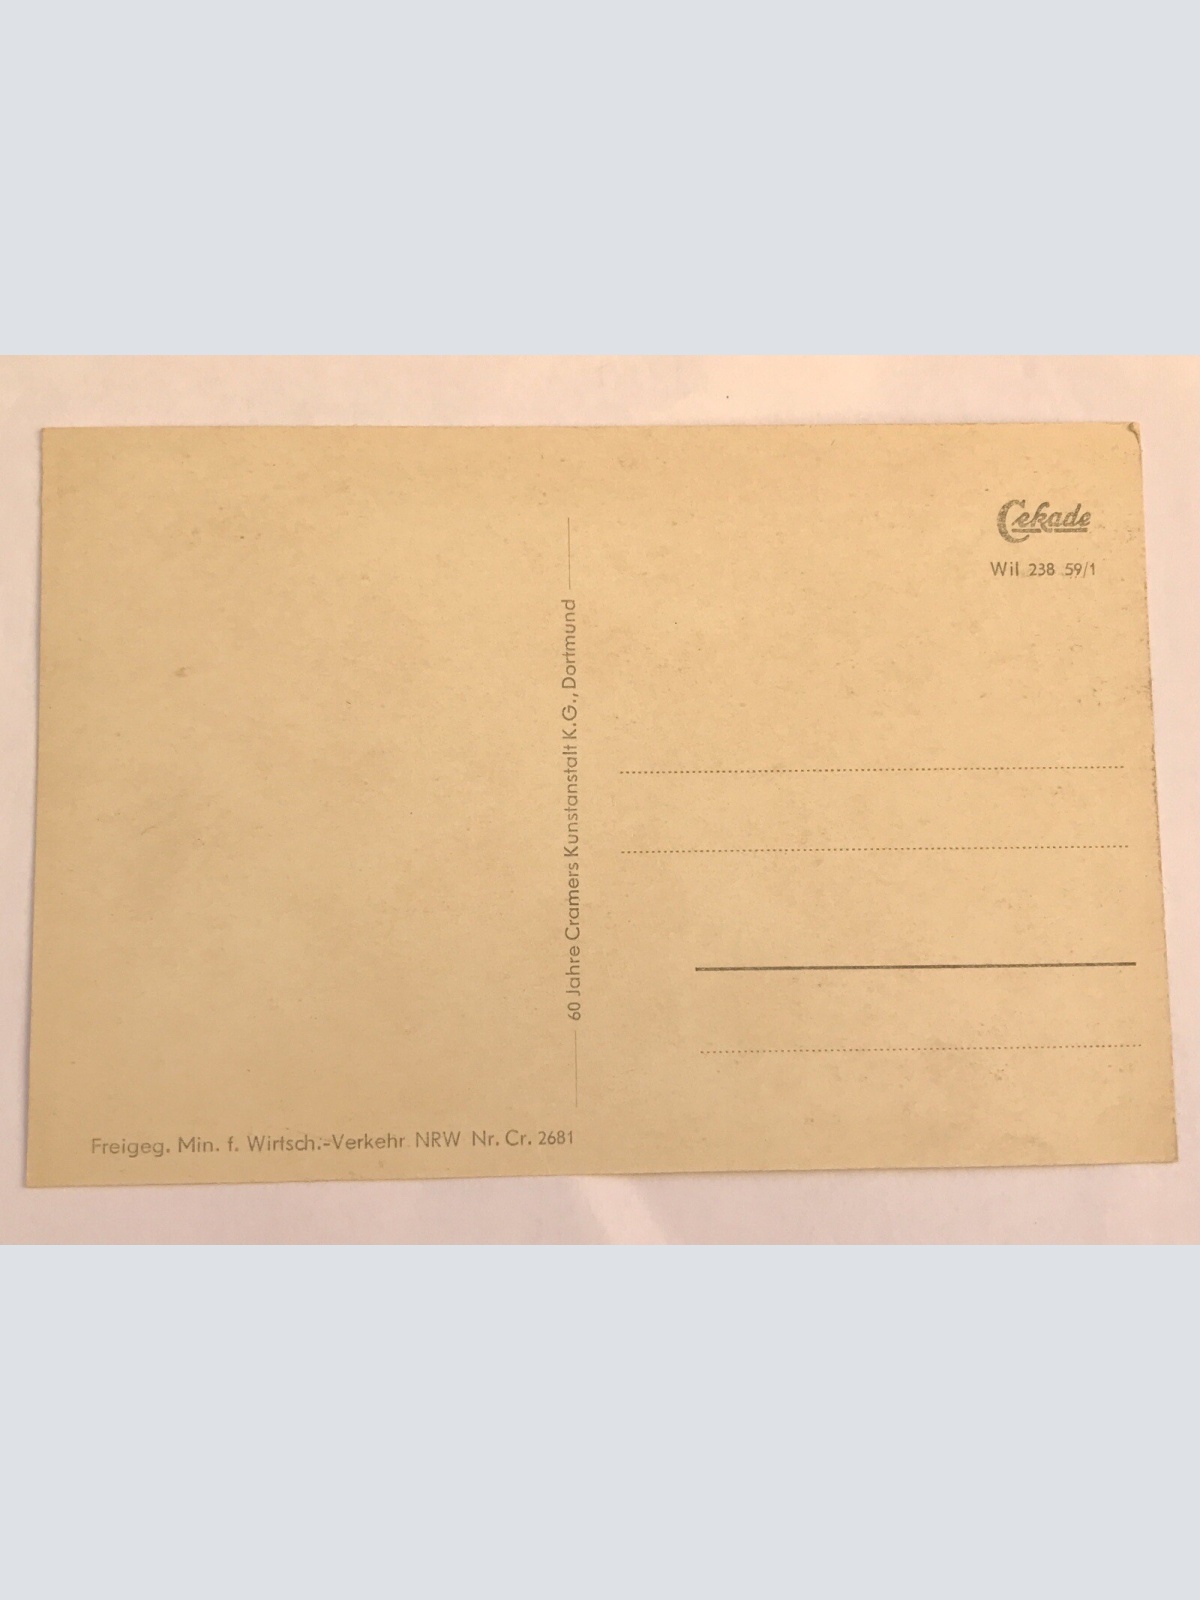 Cekade
Wil 238 59/1
60 Jahre Cramers Kunstanstalt K.G., Dortmund
Freigeg. Min. f. Wirtsch.-Verkehr NRW Nr. Cr. 2681